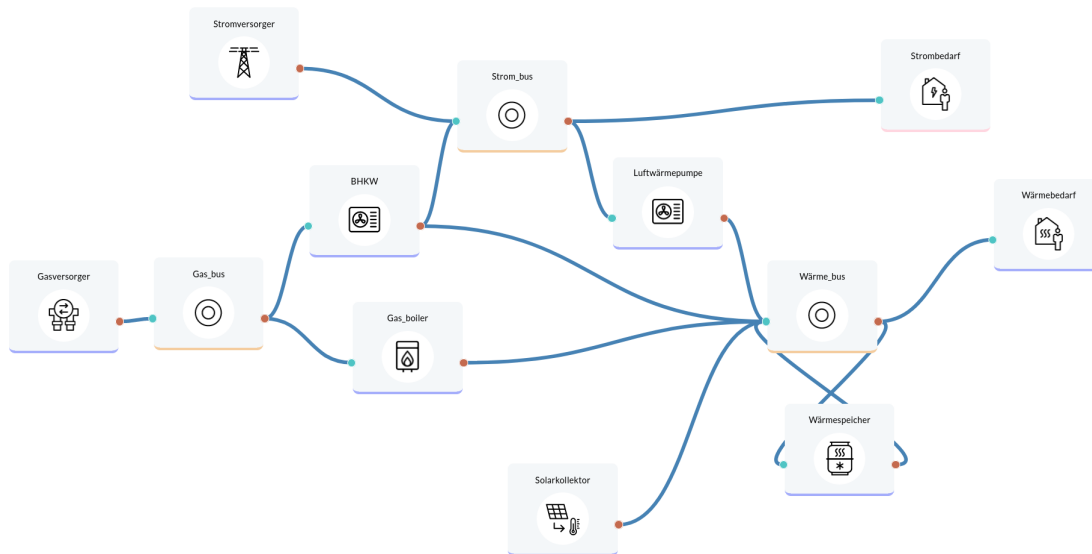 Stromversorger
Strom_bus
Strombedarf
BHKW
Luftwärmepumpe
Wärmebedarf
Gasversorger
Gas_bus
Wärme_bus
Gas_boiler
Wärmespeicher
Solarkollektor